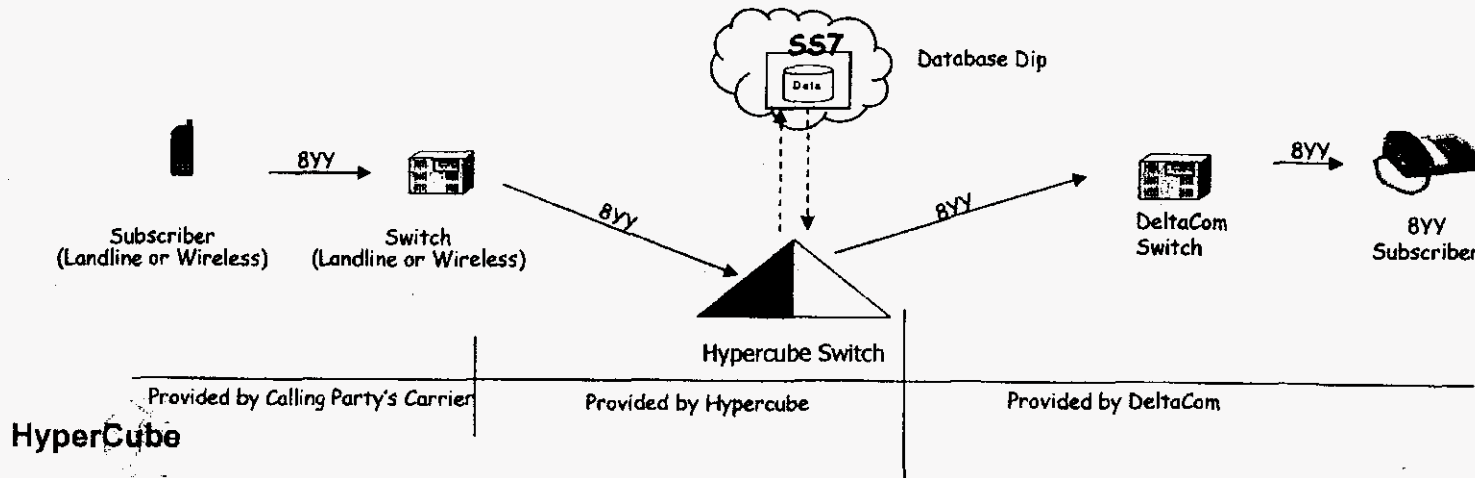 SS7
Data
Database Dip
8YY
8YY
8YY
8YY
Subscriber
(Landline or Wireless)
Switch
(Landline or Wireless)
DeltaCom
Switch
8YY
Subscriber
Hypercube Switch
Provided by Calling Party's Carrier
Provided by Hypercube
Provided by DeltaCom
HyperCube